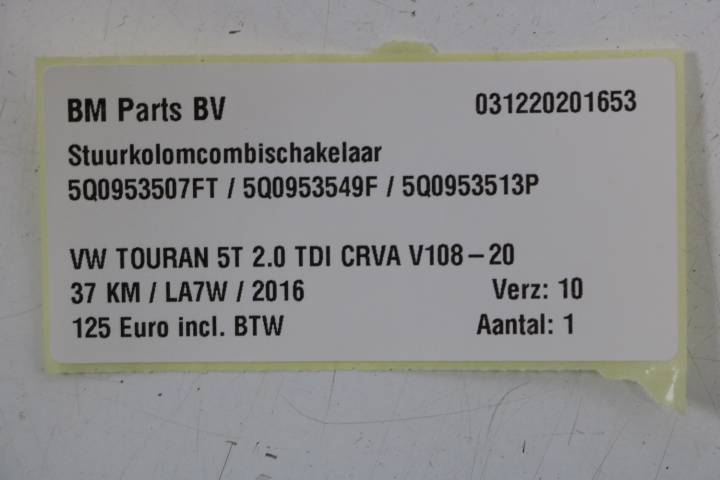 BM Parts BV 031220201653
Stuurkolomcombischakelaar
5Q0953507FT / 5Q0953549F / 5Q0953513P
VW TOURAN 5T 2.0 TDI CRVA V108-20
37 KM / LA7W / 2016 Verz: 10
125 Euro incl. BTW Aantal: 1